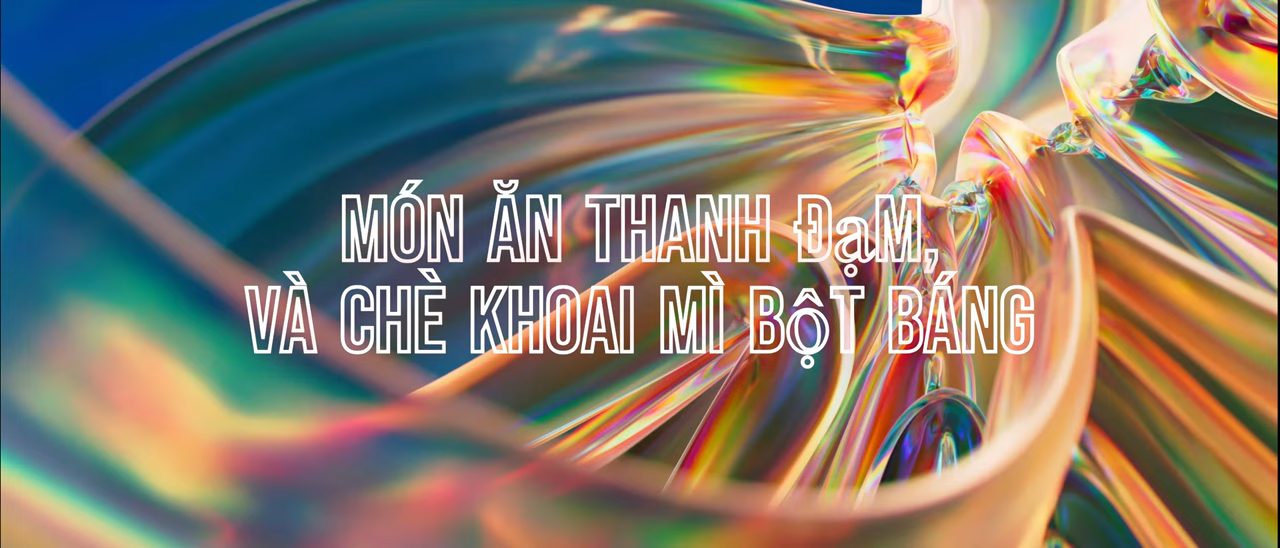 MÓN ĂN THANH ĐạM,
VÀ CHÈ KHOAI MÌ BộT BÁNG